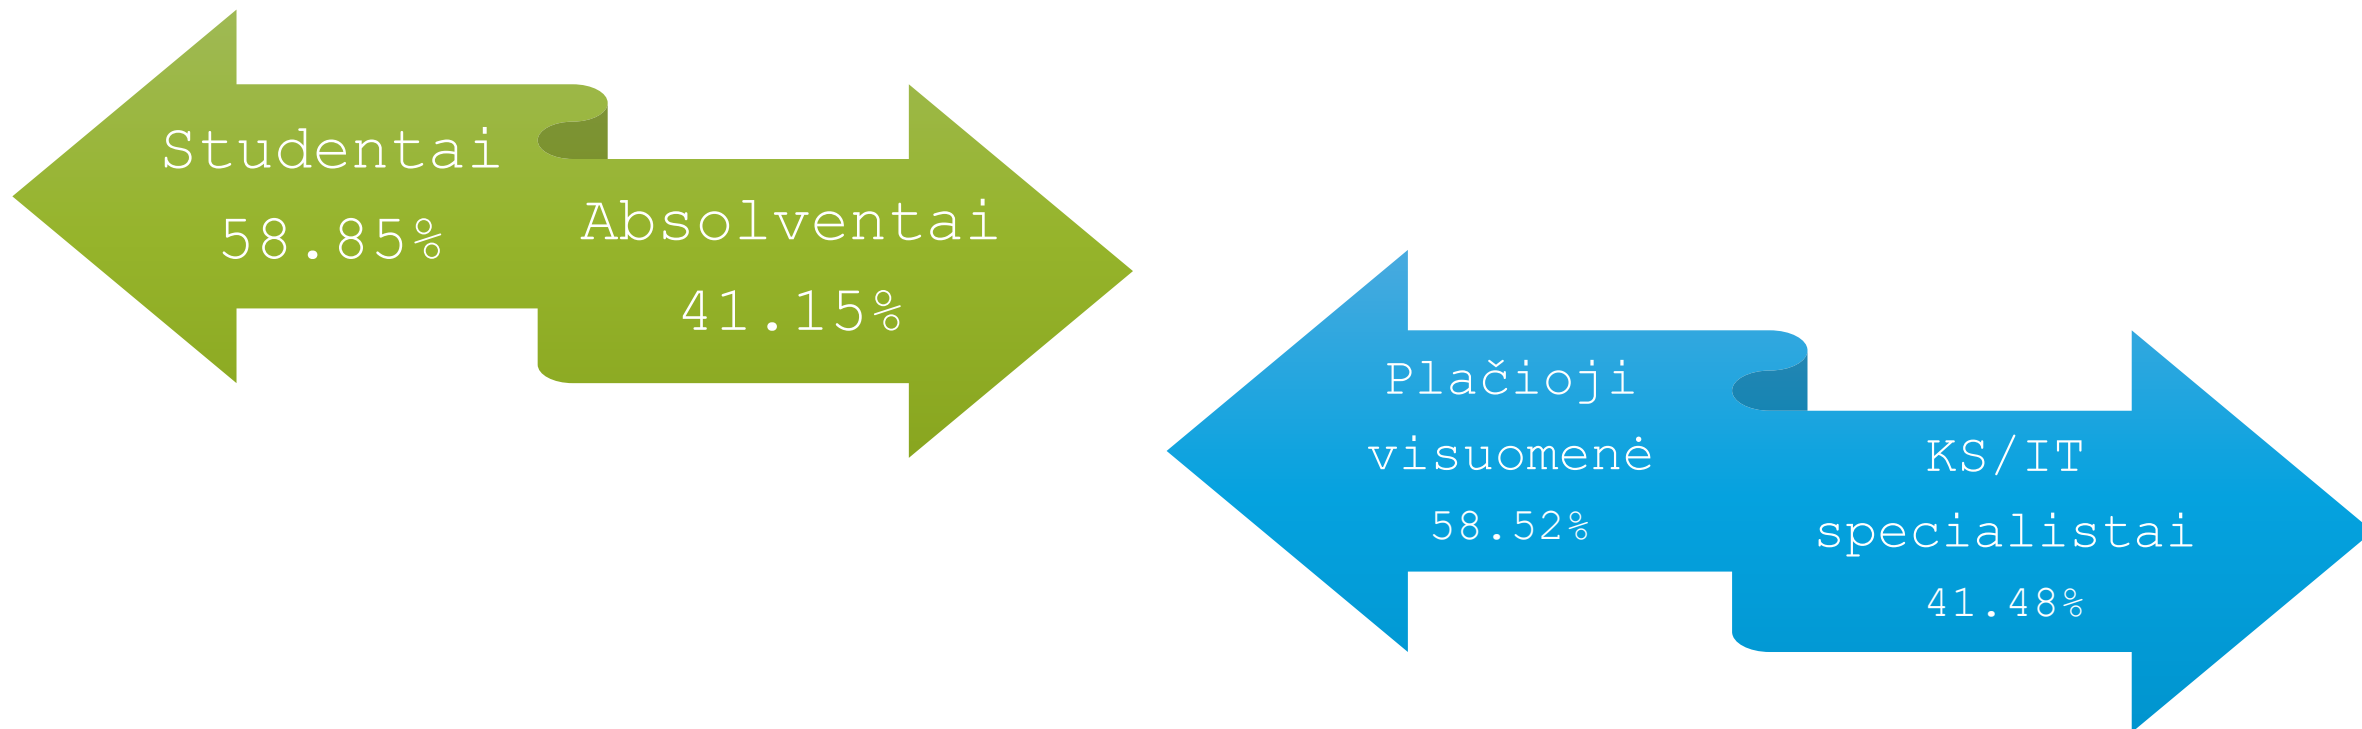 Studentai
58.85%
Absolventai
41.15%
Plačioji
visuomenė
58.52%
KS/IT
specialistai
41.48%